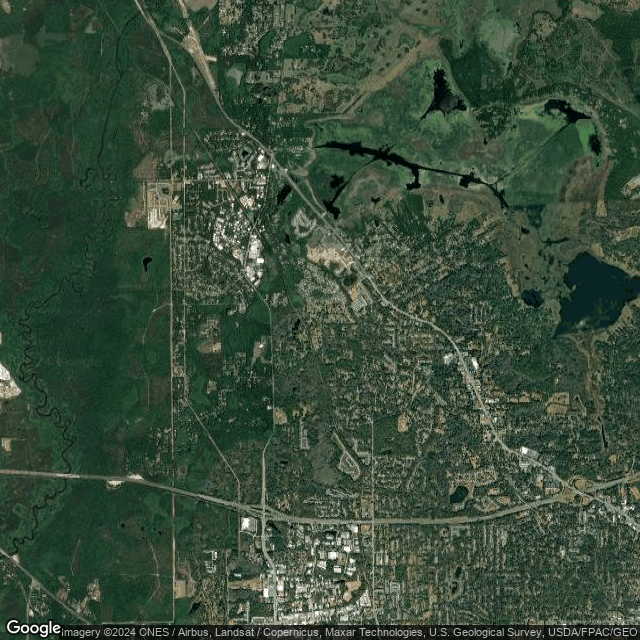 Google Imagery ©2024 CNES / Airbus, Landsat / Copernicus, Maxar Technologies, U.S. Geological Survey, USDA/FPAC/GEO